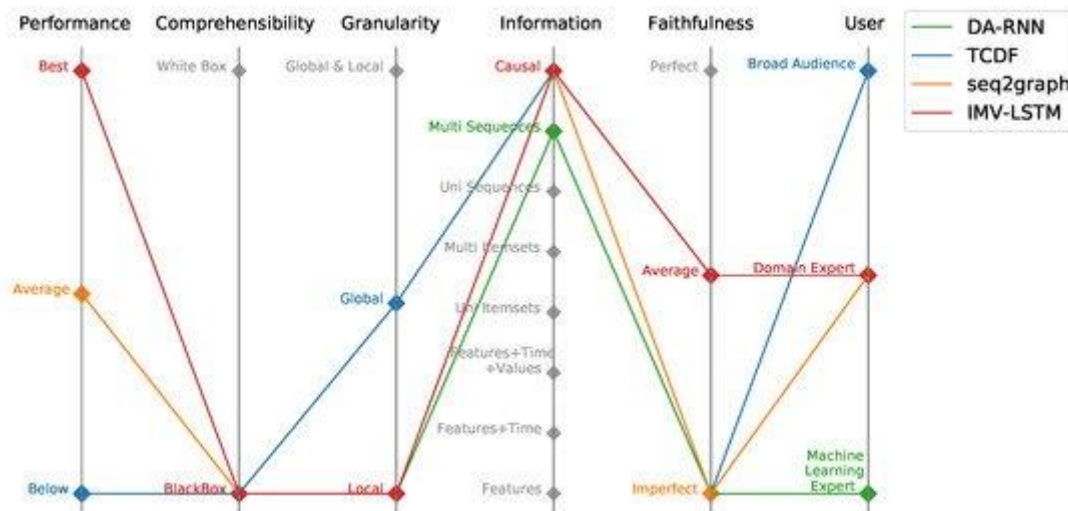 Performance Comprehensibility Granularity Information Faithfulness User
DA-RNN
TCDF
seq2graph
IMV-LSTM
Best White Box Global & Local Causal Perfect Broad Audience
Multi Sequences
Uni Sequences
Multi Itemsets
Average Global Average Domain Expert
Uni Itemsets
Features+Time
+Values
Features+Time
Machine
Learning
Expert
Below BlackBox Local Features Imperfect